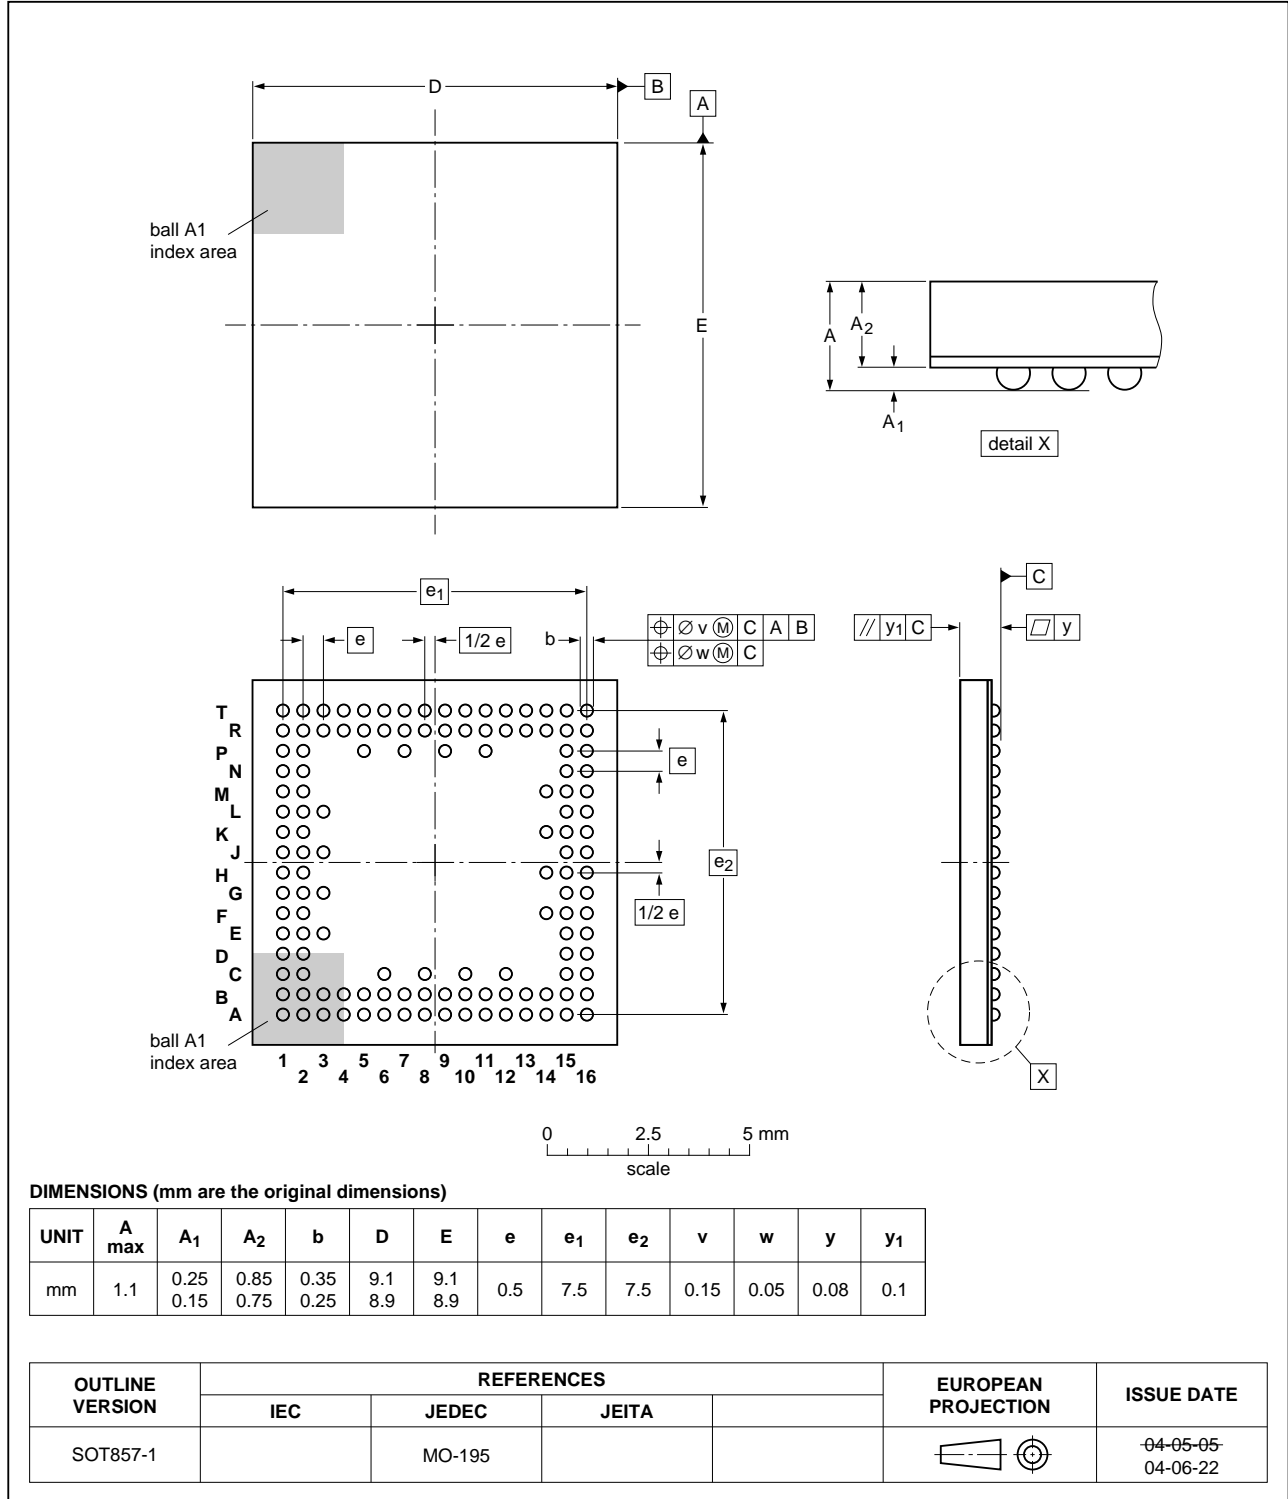 D
B
A
ball A1
index area
E
A
A2
A1
detail X
e1
C
e
1/2 e
b
⌖ ∅ v Ⓜ C A B
⌖ ∅ w Ⓜ C
// y1 C
▱ y
T
R
P
N
M
L
K
J
H
G
F
E
D
C
B
A
e
e2
1/2 e
ball A1
index area
1 3 5 7 9 11 13 15
2 4 6 8 10 12 14 16
X
0 2.5 5 mm
scale
DIMENSIONS (mm are the original dimensions)
UNIT A max A1 A2 b D E e e1 e2 v w y y1
mm 1.1 0.25 0.15 0.85 0.75 0.35 0.25 9.1 8.9 9.1 8.9 0.5 7.5 7.5 0.15 0.05 0.08 0.1
OUTLINE VERSION REFERENCES EUROPEAN PROJECTION ISSUE DATE
IEC JEDEC JEITA
SOT857-1 MO-195 04-05-05
04-06-22